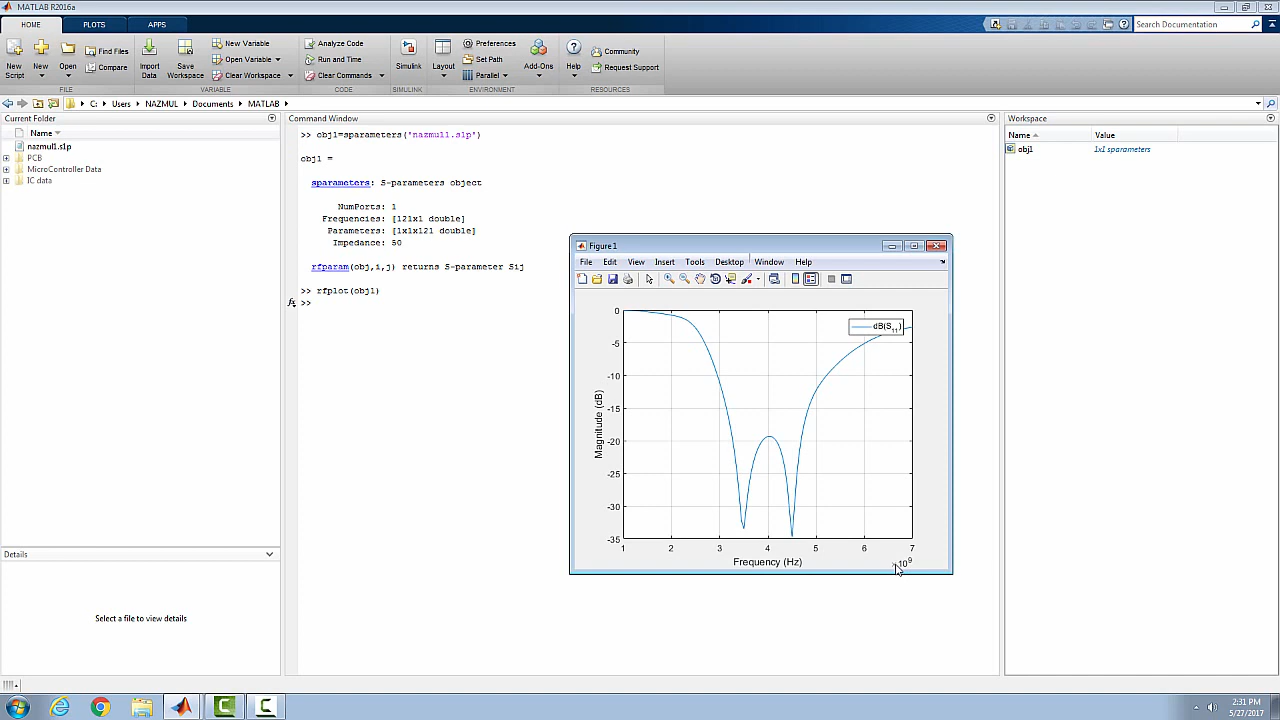 MATLAB R2016a
HOME PLOTS APPS
Search Documentation
New Script
New
Open
Find Files
Compare
Import Data
Save Workspace
New Variable
Open Variable
Clear Workspace
Analyze Code
Run and Time
Clear Commands
Simulink
Layout
Preferences
Set Path
Parallel
Add-Ons
Help
Community
Request Support
FILE VARIABLE CODE SIMULINK ENVIRONMENT RESOURCES
C: Users NAZMUL Documents MATLAB
Current Folder
Name
nazmul1.s1p
PCB
MicroController Data
IC data
Details
Select a file to view details
Command Window
>> obj1=sparameters('nazmul1.s1p')
obj1 =
sparameters: S-parameters object
NumPorts: 1
Frequencies: [121x1 double]
Parameters: [1x1x121 double]
Impedance: 50
rfparam(obj,i,j) returns S-parameter Sij
>> rfplot(obj1)
fx >>
Figure 1
File Edit View Insert Tools Desktop Window Help
dB(S11)
0
-5
-10
-15
-20
-25
-30
-35
Magnitude (dB)
1 2 3 4 5 6 7
Frequency (Hz)
×10^9
Workspace
Name Value
obj1 1x1 sparameters
2:31 PM
5/27/2017